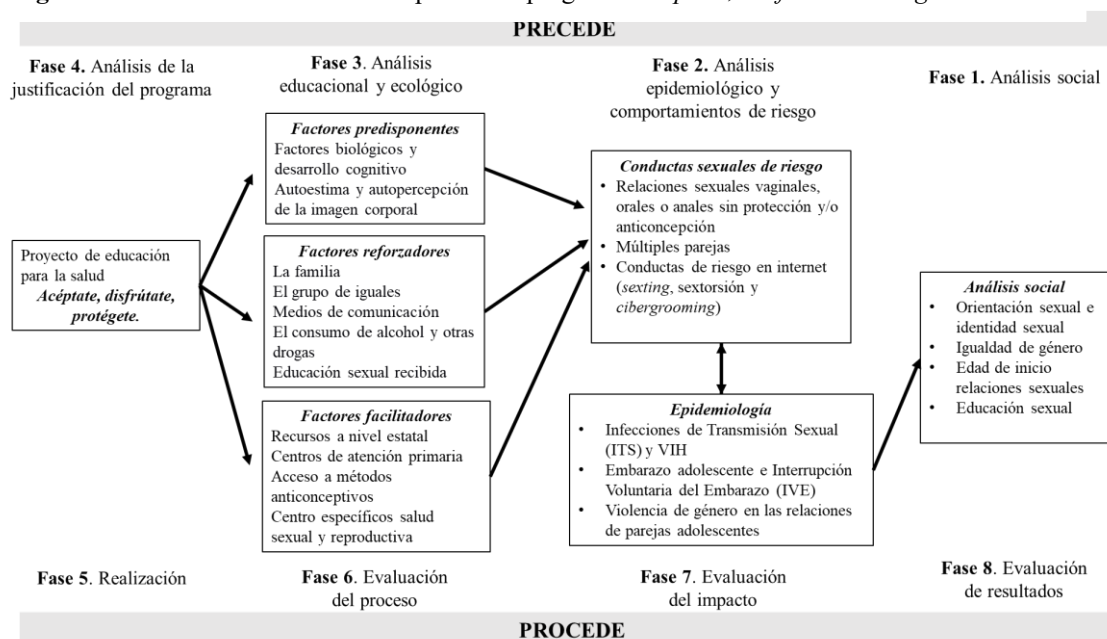 PRECEDE
Fase 4. Análisis de la
justificación del programa
Fase 3. Análisis
educacional y ecológico
Fase 2. Análisis
epidemiológico y
comportamientos de riesgo
Fase 1. Análisis social
Proyecto de educación
para la salud
Acéptate, disfrútate,
protégete.
Factores predisponentes
Factores biológicos y
desarrollo cognitivo
Autoestima y autopercepción
de la imagen corporal
Factores reforzadores
La familia
El grupo de iguales
Medios de comunicación
El consumo de alcohol y otras
drogas
Educación sexual recibida
Factores facilitadores
Recursos a nivel estatal
Centros de atención primaria
Acceso a métodos
anticonceptivos
Centro específicos salud
sexual y reproductiva
Conductas sexuales de riesgo
• Relaciones sexuales vaginales,
orales o anales sin protección y/o
anticoncepción
• Múltiples parejas
• Conductas de riesgo en internet
(sexting, sextorsión y
cibergrooming)
Epidemiología
• Infecciones de Transmisión Sexual
(ITS) y VIH
• Embarazo adolescente e Interrupción
Voluntaria del Embarazo (IVE)
• Violencia de género en las relaciones
de parejas adolescentes
Análisis social
• Orientación sexual e
identidad sexual
• Igualdad de género
• Edad de inicio
relaciones sexuales
• Educación sexual
Fase 5. Realización
Fase 6. Evaluación
del proceso
Fase 7. Evaluación
del impacto
Fase 8. Evaluación
de resultados
PROCEDE